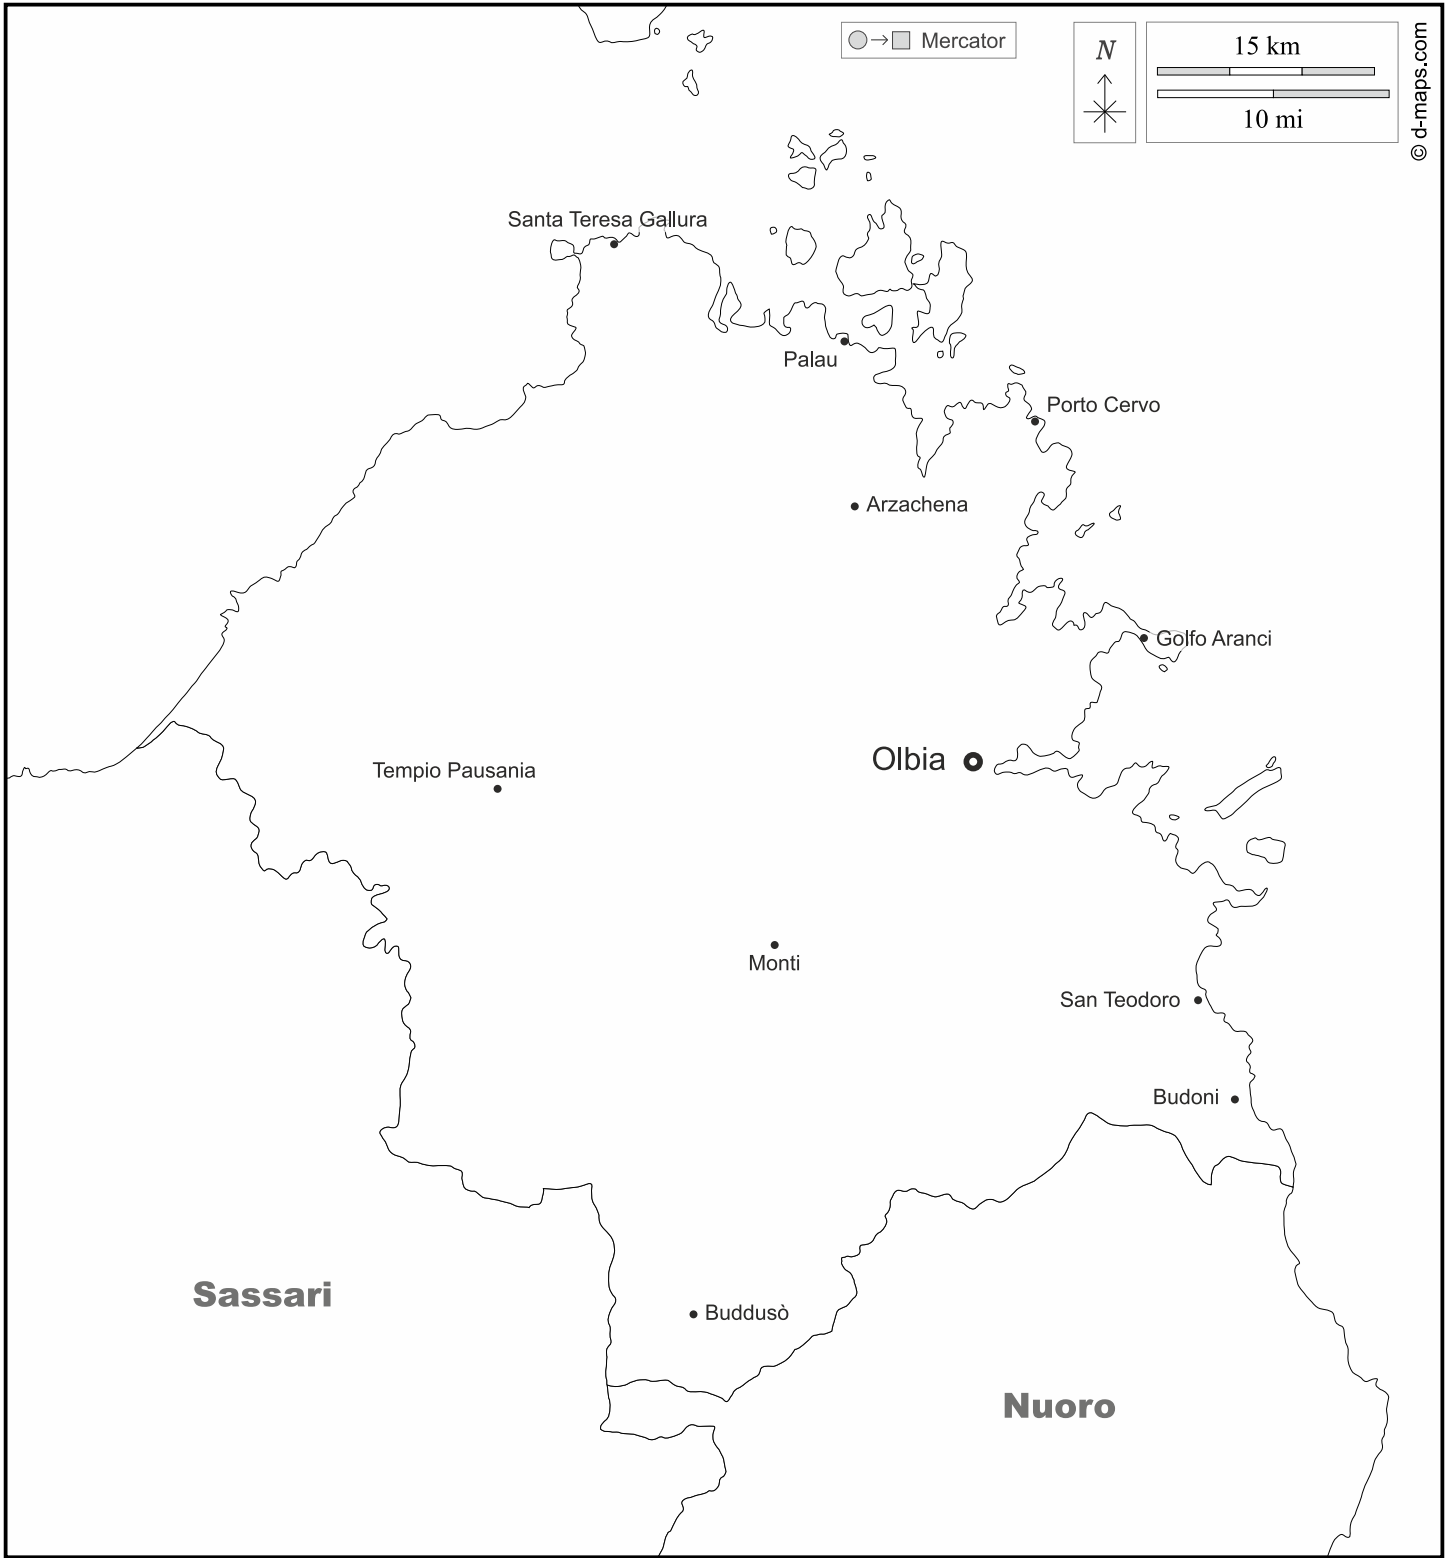 Mercator
N
15 km
10 mi
© d-maps.com
Santa Teresa Gallura
Palau
Porto Cervo
Arzachena
Golfo Aranci
Olbia
Tempio Pausania
Monti
San Teodoro
Budoni
Sassari
Buddusò
Nuoro